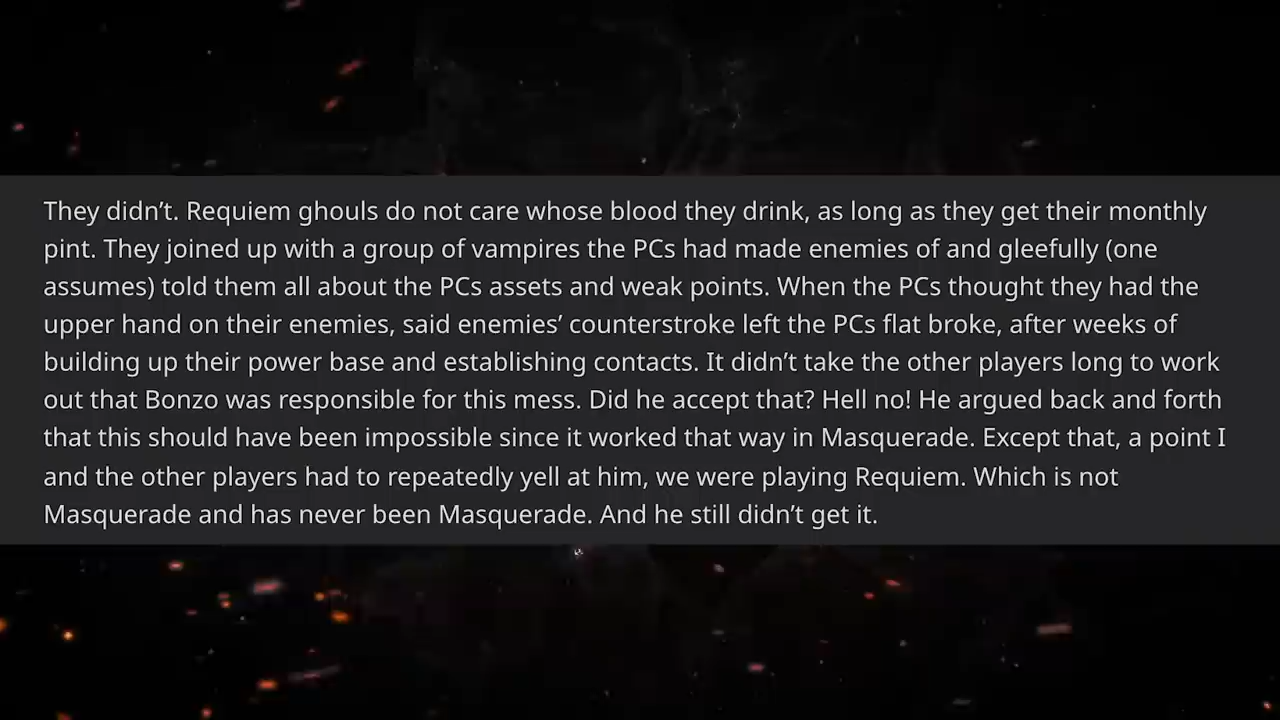 They didn’t. Requiem ghouls do not care whose blood they drink, as long as they get their monthly
pint. They joined up with a group of vampires the PCs had made enemies of and gleefully (one
assumes) told them all about the PCs assets and weak points. When the PCs thought they had the
upper hand on their enemies, said enemies’ counterstroke left the PCs flat broke, after weeks of
building up their power base and establishing contacts. It didn’t take the other players long to work
out that Bonzo was responsible for this mess. Did he accept that? Hell no! He argued back and forth
that this should have been impossible since it worked that way in Masquerade. Except that, a point I
and the other players had to repeatedly yell at him, we were playing Requiem. Which is not
Masquerade and has never been Masquerade. And he still didn’t get it.